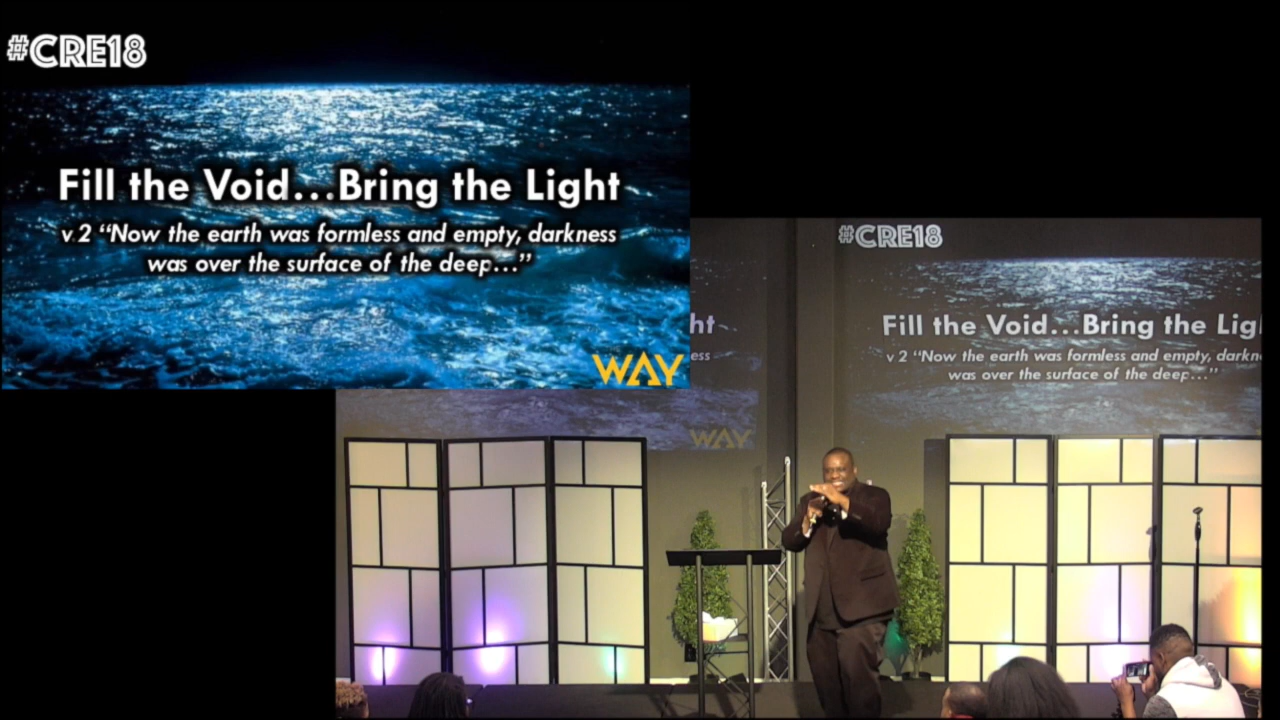 #CRE18
Fill the Void...Bring the Light
v.2 “Now the earth was formless and empty, darkness
was over the surface of the deep...”
WAY
#CRE18
ht
Fill the Void...Bring the Ligh
ess
v 2 “Now the earth was formless and empty, darkn
was over the surface of the deep...”
WAY